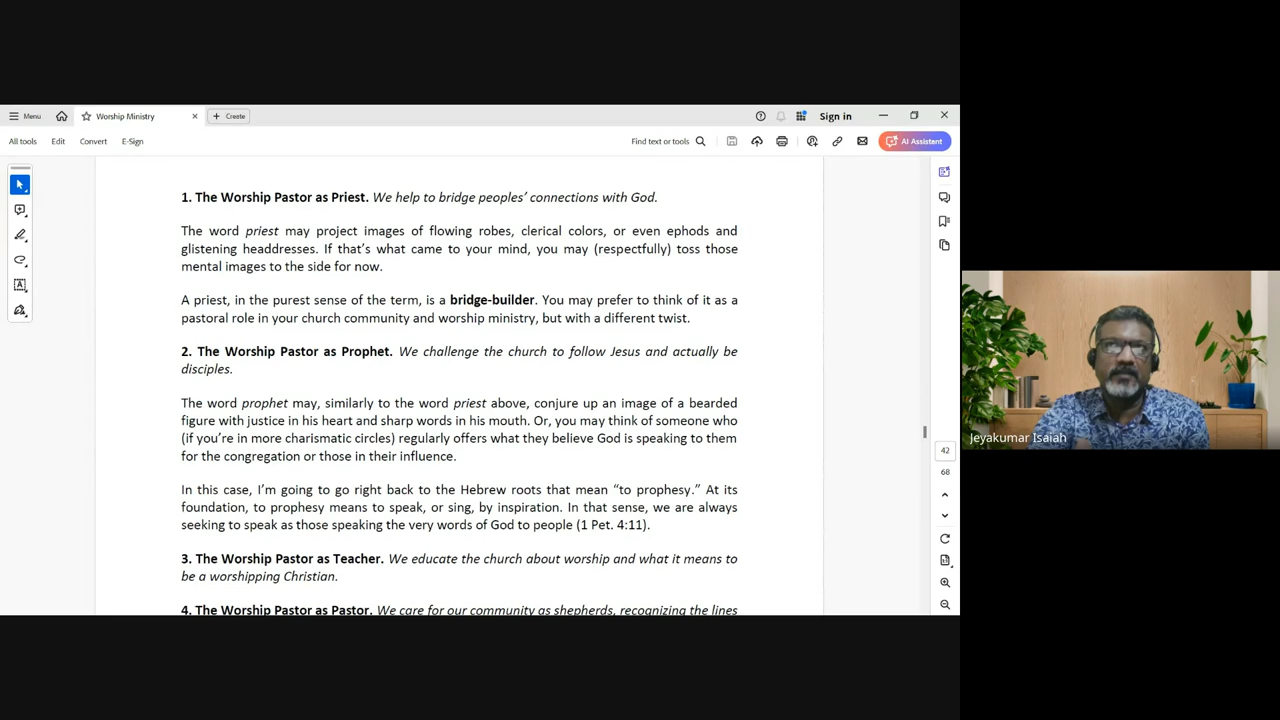 Menu
Worship Ministry
Create
Sign in
All tools
Edit
Convert
E-Sign
Find text or tools
AI Assistant
1. The Worship Pastor as Priest. We help to bridge peoples’ connections with God.
The word priest may project images of flowing robes, clerical colors, or even ephods and
glistening headdresses. If that’s what came to your mind, you may (respectfully) toss those
mental images to the side for now.
A priest, in the purest sense of the term, is a bridge-builder. You may prefer to think of it as a
pastoral role in your church community and worship ministry, but with a different twist.
2. The Worship Pastor as Prophet. We challenge the church to follow Jesus and actually be
disciples.
The word prophet may, similarly to the word priest above, conjure up an image of a bearded
figure with justice in his heart and sharp words in his mouth. Or, you may think of someone who
(if you’re in more charismatic circles) regularly offers what they believe God is speaking to them
for the congregation or those in their influence.
In this case, I’m going to go right back to the Hebrew roots that mean “to prophesy.” At its
foundation, to prophesy means to speak, or sing, by inspiration. In that sense, we are always
seeking to speak as those speaking the very words of God to people (1 Pet. 4:11).
3. The Worship Pastor as Teacher. We educate the church about worship and what it means to
be a worshipping Christian.
4. The Worship Pastor as Pastor. We care for our community as shepherds, recognizing the lines
42
68
Jeyakumar Isaiah